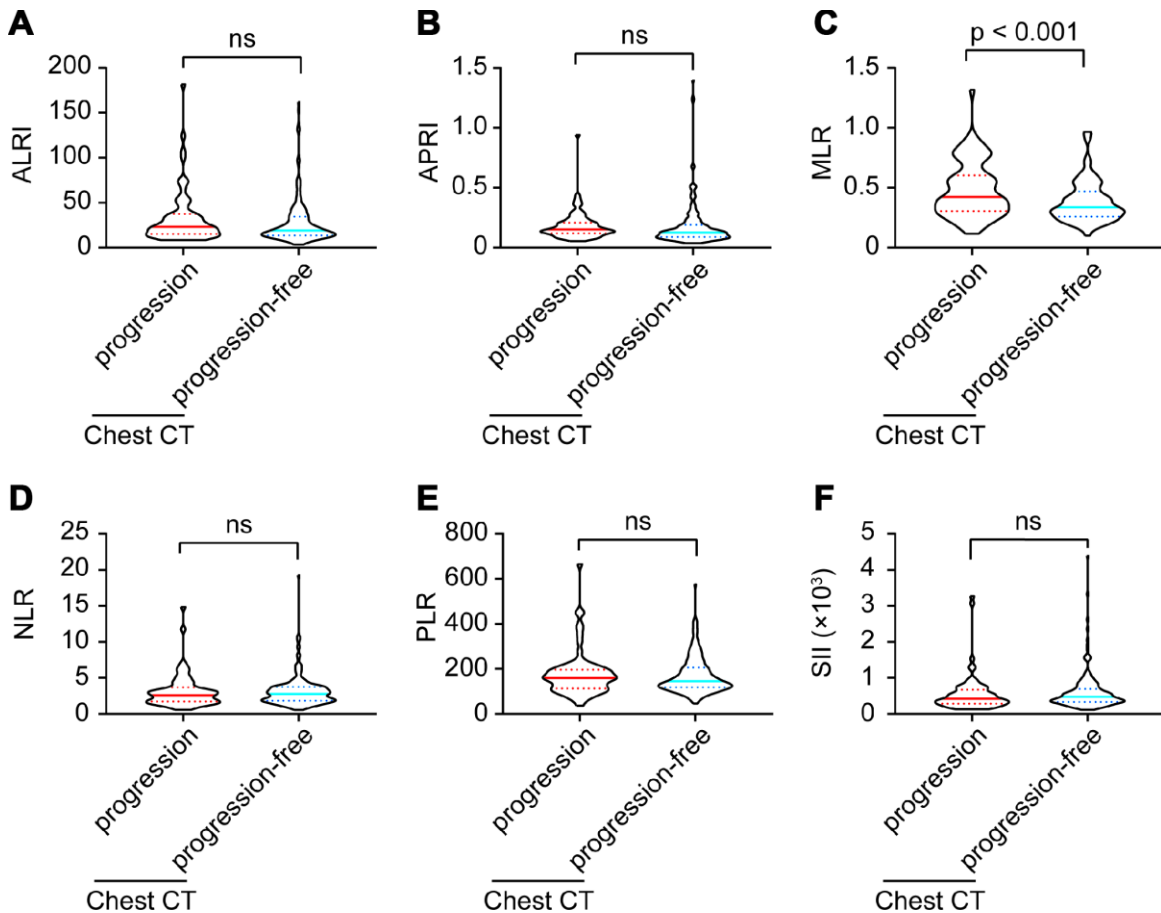 A
ns
200
150
100
50
0
ALRI
progression
progression-free
Chest CT
B
ns
1.5
1.0
0.5
0
APRI
progression
progression-free
Chest CT
C
p < 0.001
1.5
1.0
0.5
0
MLR
progression
progression-free
Chest CT
D
ns
25
20
15
10
5
0
NLR
progression
progression-free
Chest CT
E
ns
800
600
400
200
0
PLR
progression
progression-free
Chest CT
F
ns
5
4
3
2
1
0
SII (×10³)
progression
progression-free
Chest CT